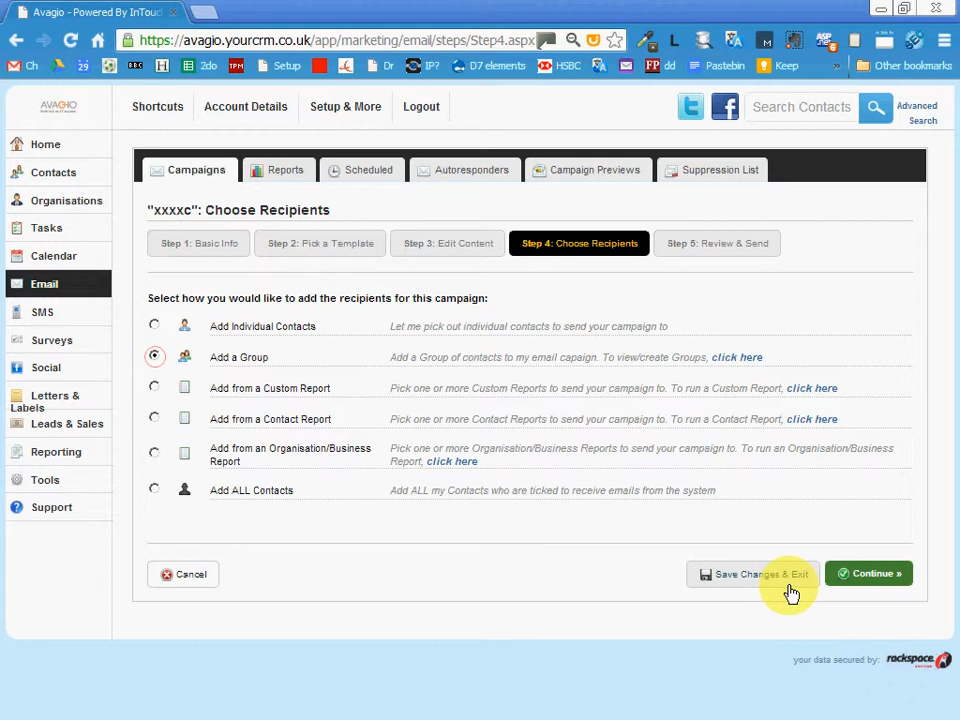 Avagio - Powered By InTouc
https://avagio.yourcrm.co.uk/app/marketing/email/steps/Step4.aspx
Ch
29
BBC
H
2do
TPM
Setup
Dr
IP?
D7 elements
HSBC
FP dd
Pastebin
Keep
»
Other bookmarks
AVAGIO
Shortcuts
Account Details
Setup & More
Logout
Search Contacts
Advanced
Search
Home
Contacts
Organisations
Tasks
Calendar
Email
SMS
Surveys
Social
Letters &
Labels
Leads & Sales
Reporting
Tools
Support
Campaigns
Reports
Scheduled
Autoresponders
Campaign Previews
Suppression List
"xxxxc": Choose Recipients
Step 1: Basic Info
Step 2: Pick a Template
Step 3: Edit Content
Step 4: Choose Recipients
Step 5: Review & Send
Select how you would like to add the recipients for this campaign:
Add Individual Contacts Let me pick out individual contacts to send your campaign to
Add a Group Add a Group of contacts to my email capaign. To view/create Groups, click here
Add from a Custom Report Pick one or more Custom Reports to send your campaign to. To run a Custom Report, click here
Add from a Contact Report Pick one or more Contact Reports to send your campaign to. To run a Contact Report, click here
Add from an Organisation/Business
Report
Pick one or more Organisation/Business Reports to send your campaign to. To run an Organisation/Business
Report, click here
Add ALL Contacts Add ALL my Contacts who are ticked to receive emails from the system
Cancel
Save Changes & Exit
Continue »
your data secured by: rackspace